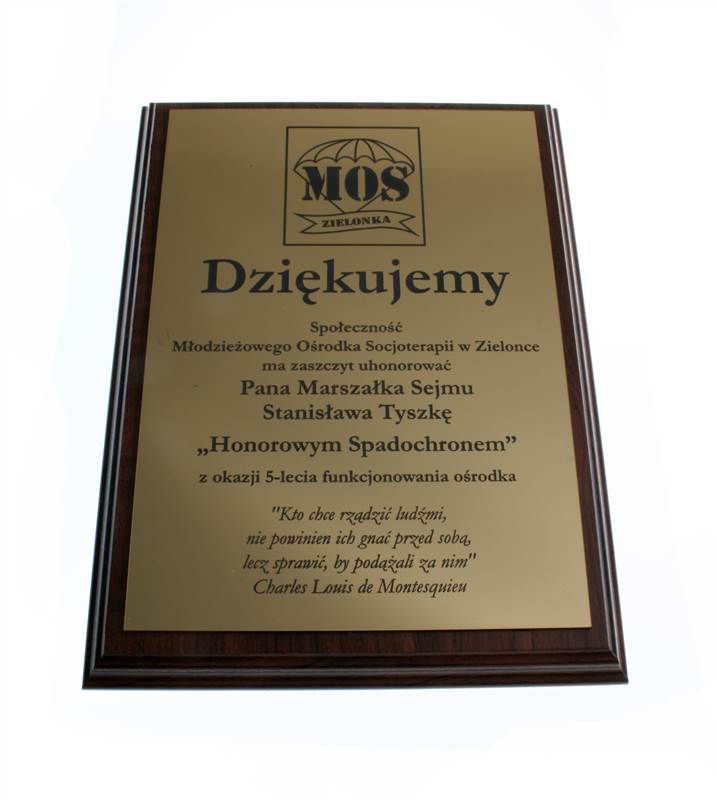 MOS
ZIELONKA
Dziękujemy
Społeczność
Młodzieżowego Ośrodka Socjoterapii w Zielonce
ma zaszczyt uhonorować
Pana Marszałka Sejmu
Stanisława Tyszkę
„Honorowym Spadochronem”
z okazji 5-lecia funkcjonowania ośrodka
"Kto chce rządzić ludźmi,
nie powinien ich gnać przed sobą,
lecz sprawić, by podążali za nim"
Charles Louis de Montesquieu